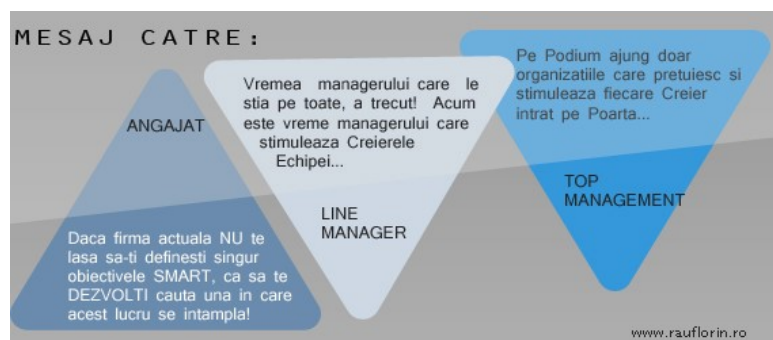 MESAJ CATRE:
ANGAJAT
Daca firma actuala NU te
lasa sa-ti definesti singur
obiectivele SMART, ca sa te
DEZVOLTI cauta una in care
acest lucru se intampla!
Vremea managerului care le
stia pe toate, a trecut! Acum
este vreme managerului care
stimuleaza Creierele
Echipei...
LINE
MANAGER
Pe Podium ajung doar
organizatiile care pretuiesc si
stimuleaza fiecare Creier
intrat pe Poarta...
TOP
MANAGEMENT
www.rauflorin.ro